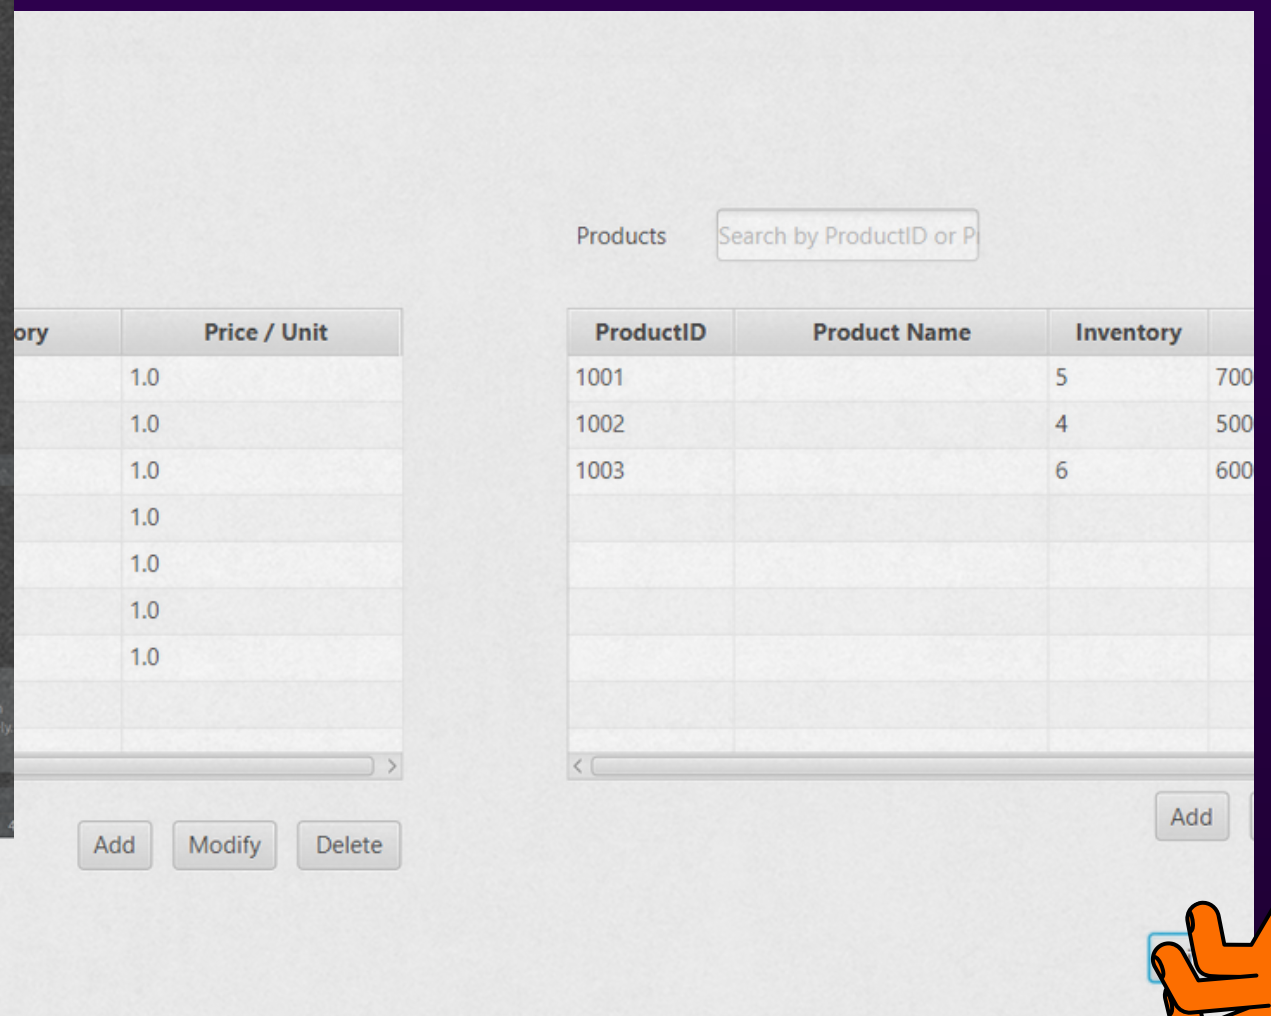 Products Search by ProductID or P
ory Price / Unit ProductID Product Name Inventory
1.0 1001 5 700
1.0 1002 4 500
1.0 1003 6 600
1.0
1.0
1.0
1.0
Add
Add Modify Delete